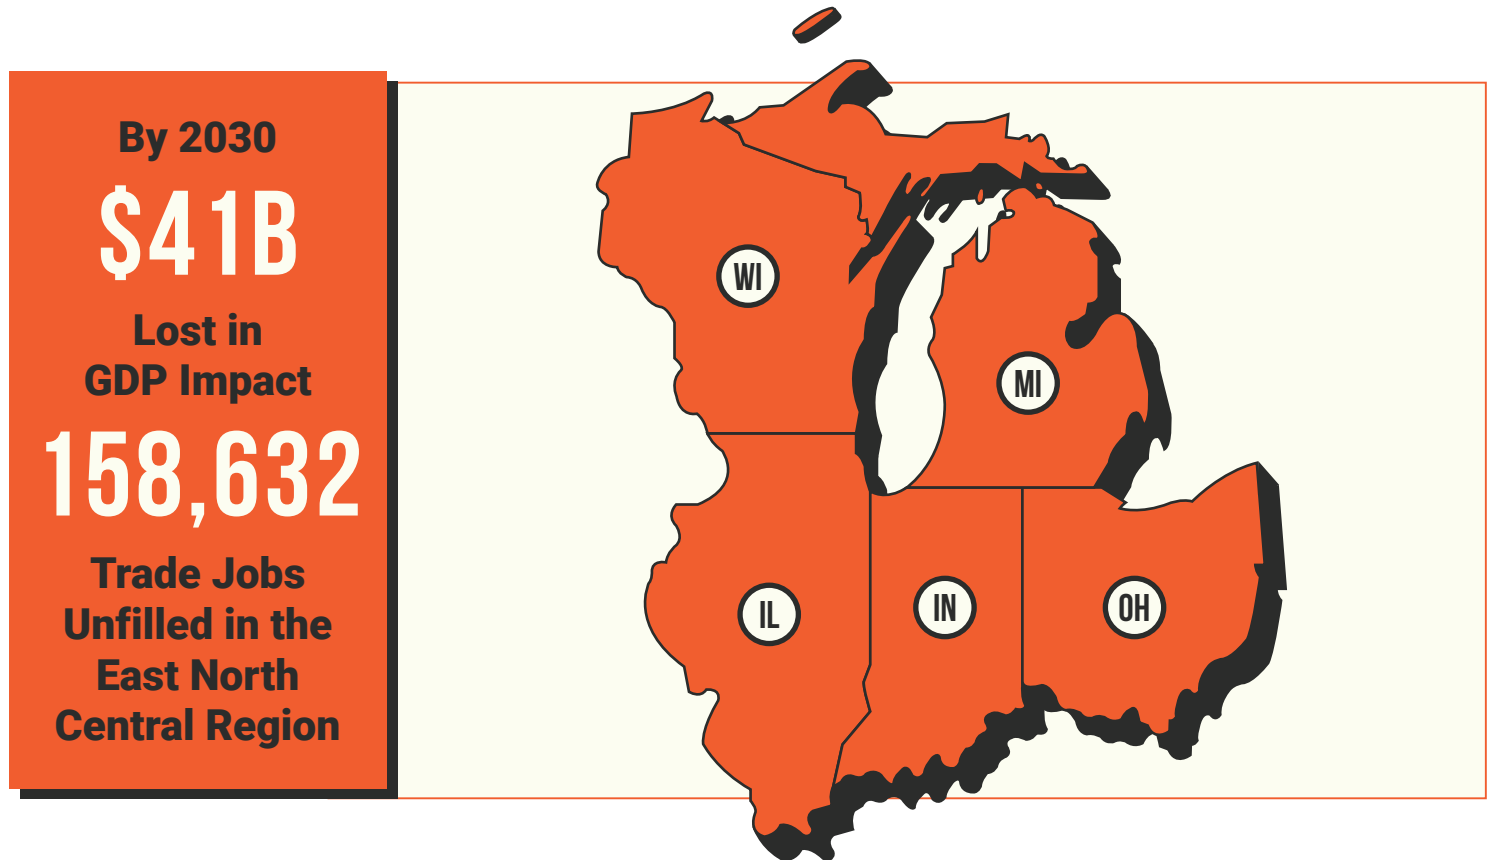 By 2030
$41B
Lost in
GDP Impact
158,632
Trade Jobs
Unfilled in the
East North
Central Region
WI
MI
IL
IN
OH